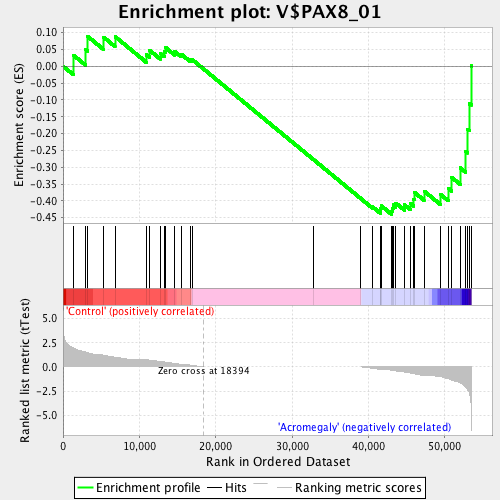 Enrichment plot: V$PAX8_01
Enrichment score (ES)
0.10
0.05
0.00
-0.05
-0.10
-0.15
-0.20
-0.25
-0.30
-0.35
-0.40
-0.45
'Control' (positively correlated)
Ranked list metric (tTest)
5.0
2.5
0.0
-2.5
-5.0
Zero cross at 18394
'Acromegaly' (negatively correlated)
0 10,000 20,000 30,000 40,000 50,000
Rank in Ordered Dataset
Enrichment profile Hits Ranking metric scores